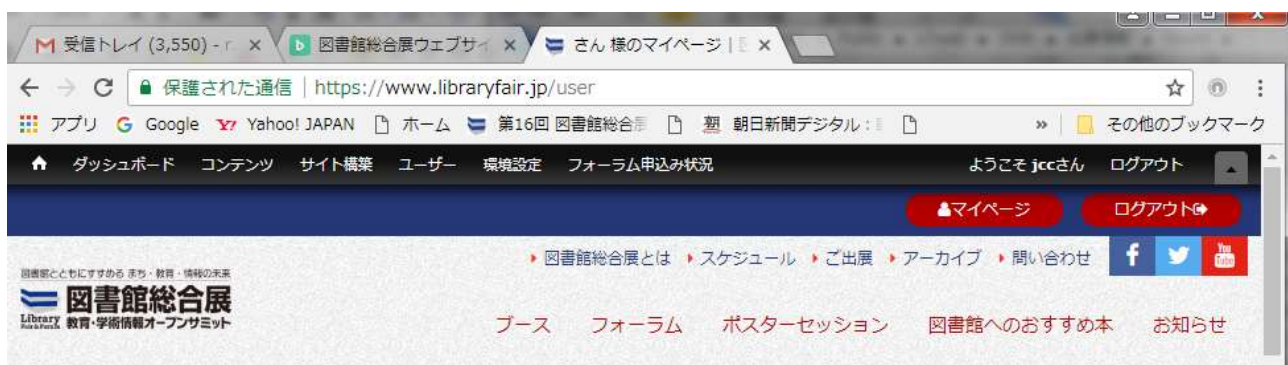 受信トレイ (3,550) - r
図書館総合展ウェブサイ
さん 様のマイページ |
保護された通信 | https://www.libraryfair.jp/user
アプリ Google Yahoo! JAPAN ホーム 第16回 図書館総合展 朝日新聞デジタル : » その他のブックマーク
ダッシュボード コンテンツ サイト構築 ユーザー 環境設定 フォーラム申込み状況 ようこそ jccさん ログアウト
マイページ ログアウト
図書館総合展とは スケジュール ご出展 アーカイブ 問い合わせ f You Tube
図書館とともにすすめる まち・教育・情報の未来
図書館総合展
Library 教育・学術情報オープンサミット
ブース フォーラム ポスターセッション 図書館へのおすすめ本 お知らせ